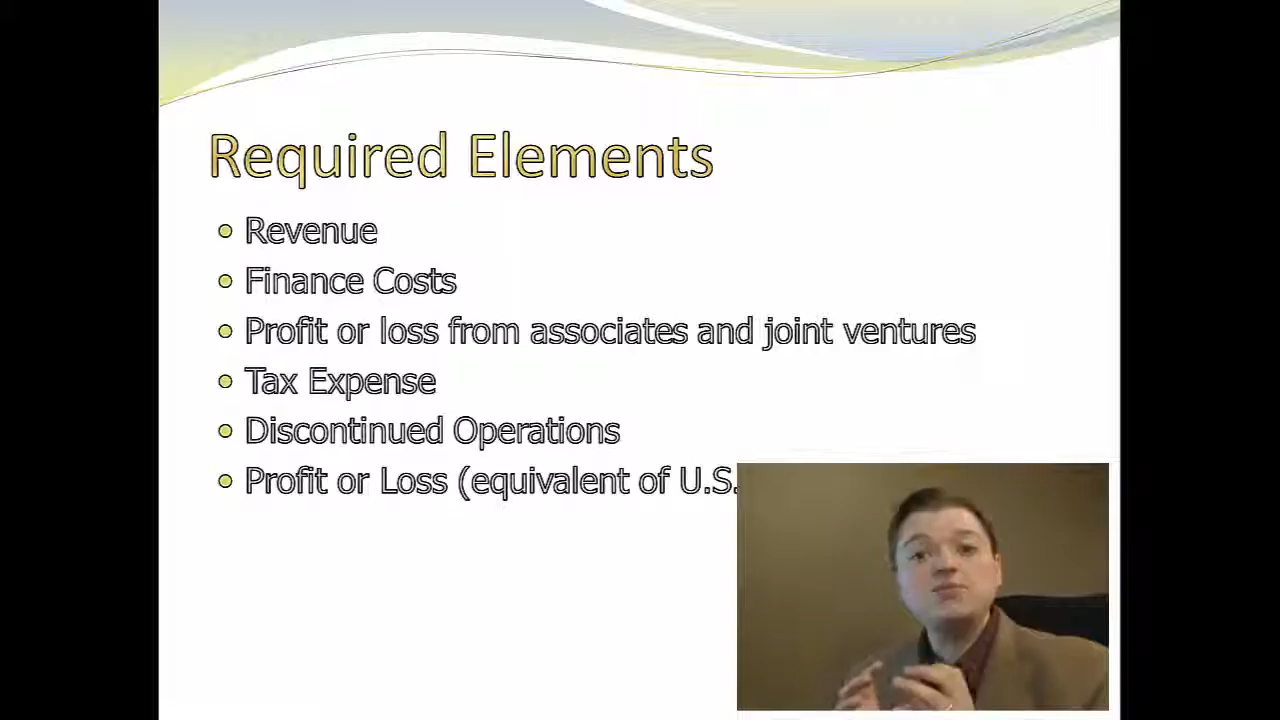 Required Elements
Revenue
Finance Costs
Profit or loss from associates and joint ventures
Tax Expense
Discontinued Operations
Profit or Loss (equivalent of U.S.